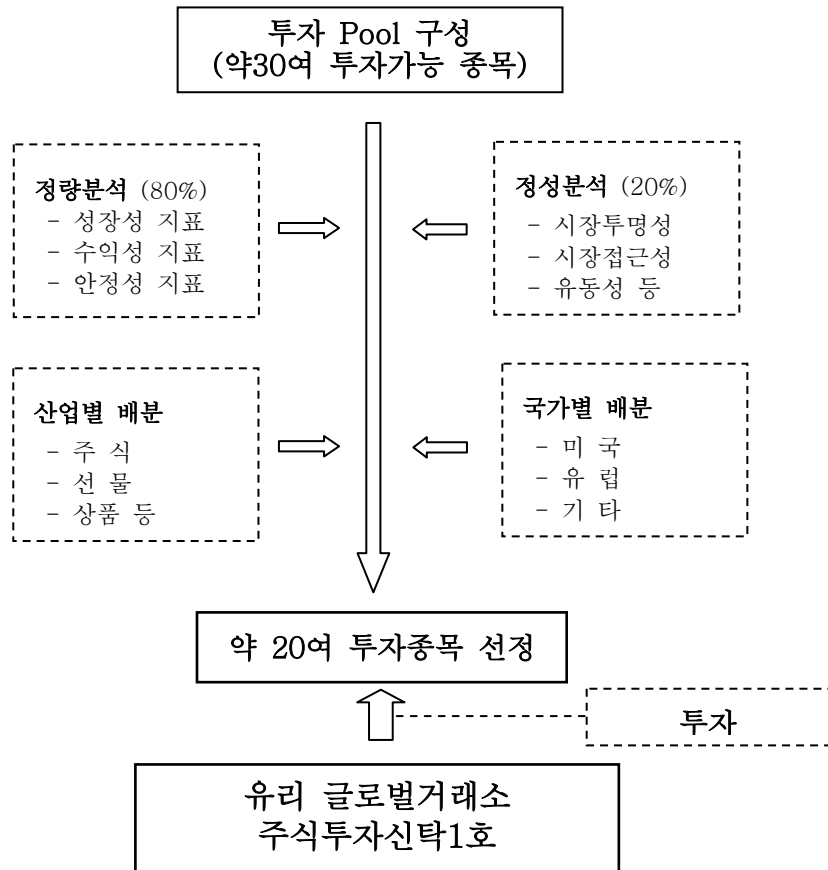 투자 Pool 구성
(약30여 투자가능 종목)
정량분석 (80%)
- 성장성 지표
- 수익성 지표
- 안정성 지표
정성분석 (20%)
- 시장투명성
- 시장접근성
- 유동성 등
산업별 배분
- 주 식
- 선 물
- 상품 등
국가별 배분
- 미 국
- 유 럽
- 기 타
약 20여 투자종목 선정
투자
유리 글로벌거래소
주식투자신탁1호